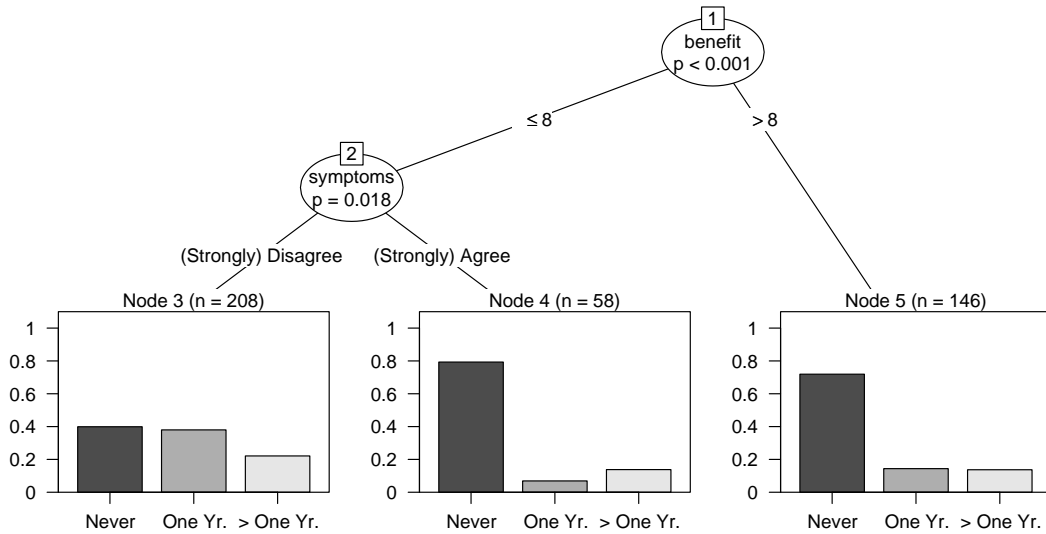 1
benefit
p < 0.001
≤ 8
> 8
2
symptoms
p = 0.018
(Strongly) Disagree
(Strongly) Agree
Node 3 (n = 208)
1
0.8
0.6
0.4
0.2
0
Never One Yr. > One Yr.
Node 4 (n = 58)
1
0.8
0.6
0.4
0.2
0
Never One Yr. > One Yr.
Node 5 (n = 146)
1
0.8
0.6
0.4
0.2
0
Never One Yr. > One Yr.